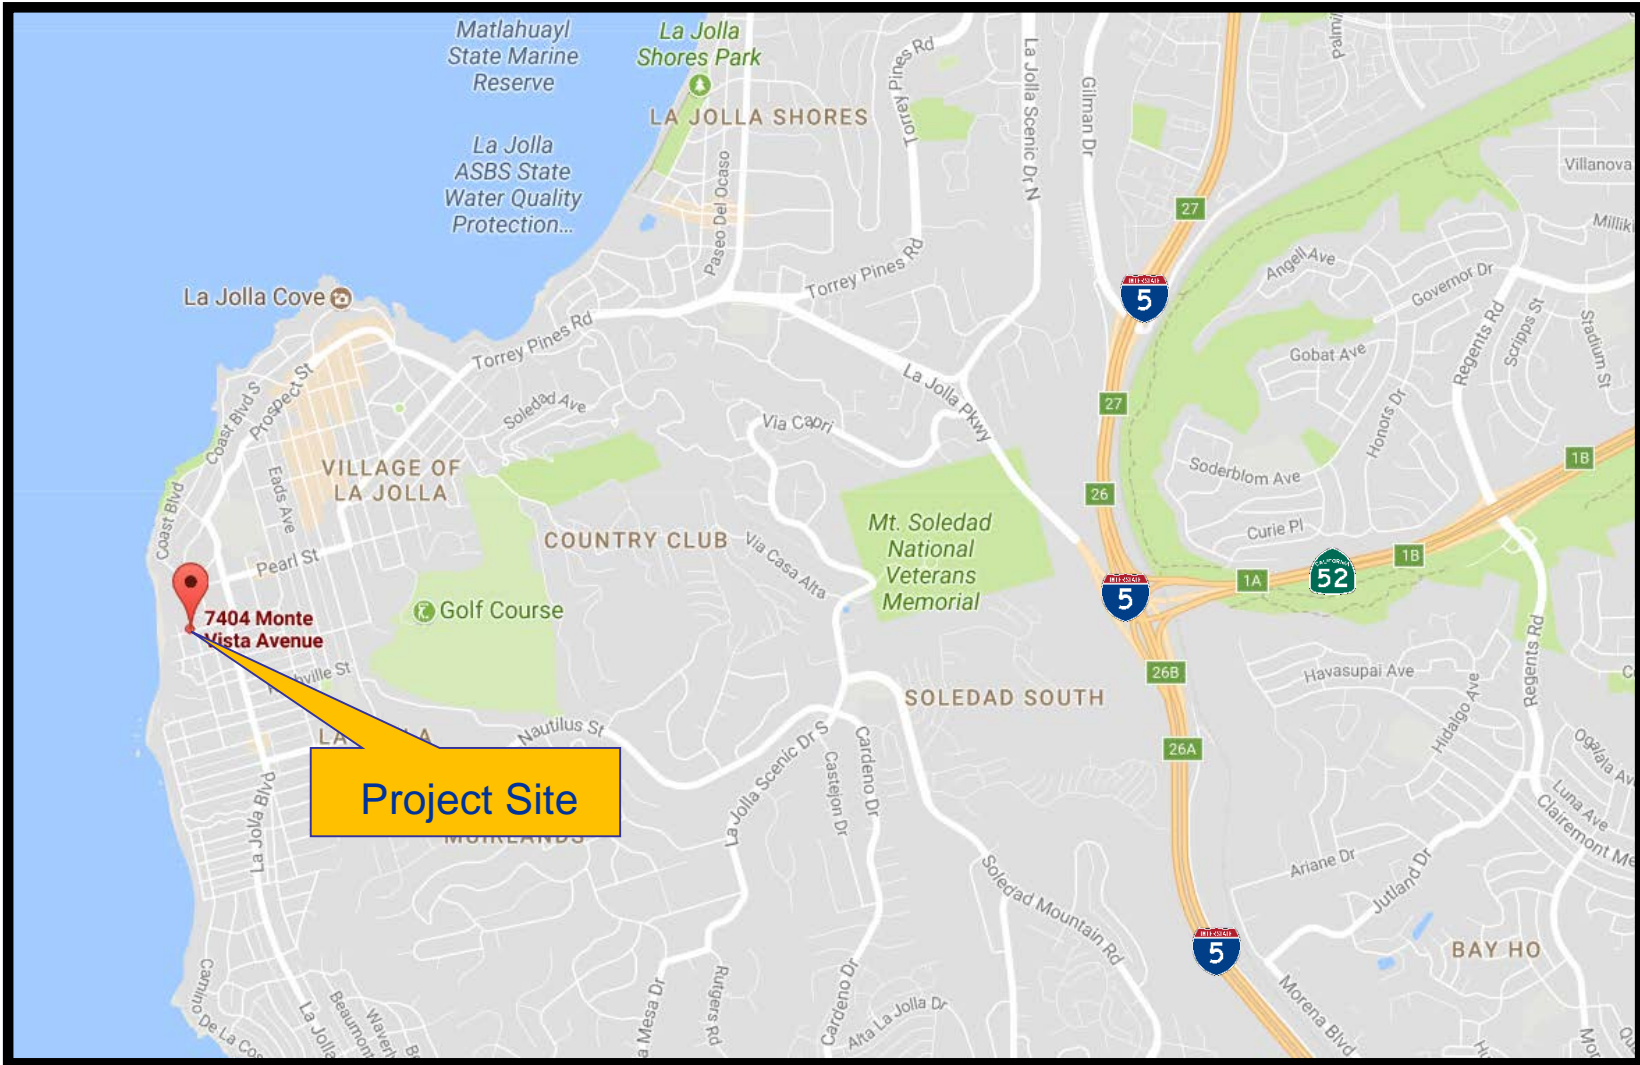 Matlahuayl
State Marine
Reserve
La Jolla
Shores Park
LA JOLLA SHORES
La Jolla
ASBS State
Water Quality
Protection...
Torrey Pines Rd
La Jolla Scenic Dr N
Gilman Dr
Villanova
27
Paseo Del Ocaso
Torrey Pines Rd
Angell Ave
Governor Dr
INTERSTATE
5
La Jolla Cove
Torrey Pines Rd
Regents Rd
Scripps St
Stadium St
Gobat Ave
Prospect St
Coast Blvd S
Soledad Ave
La Jolla Pkwy
Via Capri
27
Honors Dr
VILLAGE OF
LA JOLLA
Eads Ave
Soderblom Ave
1B
26
Coast Blvd
Pearl St
COUNTRY CLUB
Via Casa Alta
Mt. Soledad
National
Veterans
Memorial
Curie Pl
1B
1A
CALIFORNIA
52
INTERSTATE
5
7404 Monte
Vista Avenue
Golf Course
26B
Havasupai Ave
Regents Rd
SOLEDAD SOUTH
Hidalgo Ave
Nautilus St
26A
La Jolla Scenic Dr S
Castejon Dr
Cardeno Dr
Project Site
MUIRLANDS
La Jolla Blvd
Luna Ave
Ariane Dr
Jutland Dr
Soledad Mountain Rd
INTERSTATE
5
BAY HO
Rutgers Rd
Cardeno Dr
Alta La Jolla Dr
Morena Blvd
La Jolla